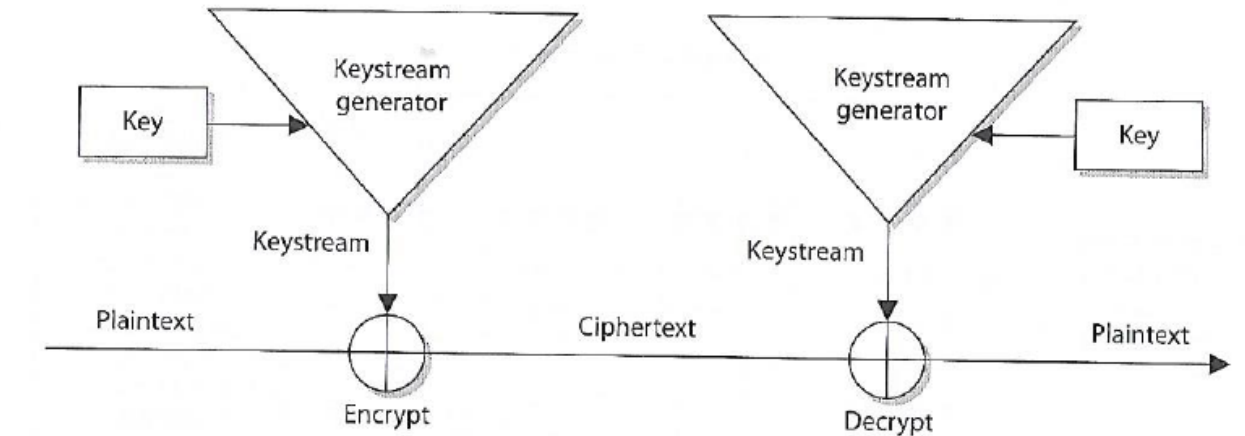 Keystream
generator
Key
Keystream
generator
Key
Keystream
Keystream
Plaintext
Ciphertext
Plaintext
Encrypt
Decrypt